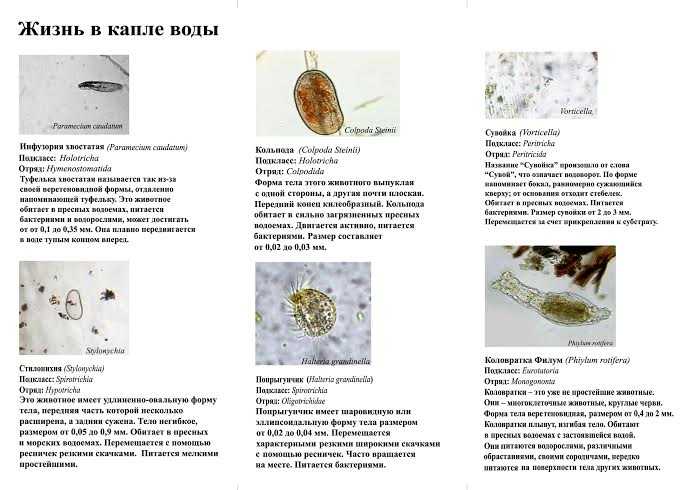 Жизнь в капле воды
Paramecium caudatum
Инфузория хвостатая (Paramecium caudatum)
Подкласс: Holotricha
Отряд: Hymenostomatida
Туфелька хвостатая называется так из-за
своей веретеновидной формы, отдаленно
напоминающей туфельку. Это животное
обитает в пресных водоемах, питается
бактериями и водорослями, может достигать
от от 0,1 до 0,35 мм. Она плавно передвигается
в воде тупым концом вперед.
Stylonychia
Стилонихия (Stylonychia)
Подкласс: Spirotrichia
Отряд: Hypotricha
Это животное имеет удлиненно-овальную форму
тела, передняя часть которой несколько
расширена, а задняя сужена. Тело негибкое,
размером от 0,05 до 0,9 мм. Обитает в пресных
и морских водоемах. Перемещается с помощью
ресничек резкими скачками. Питается мелкими
простейшими.
Colpoda Steinii
Кольпода (Colpoda Steinii)
Подкласс: Holotricha
Отряд: Colpodida
Форма тела этого животного выпуклая
с одной стороны, а другая почти плоская.
Передний конец килеобразный. Кольпода
обитает в сильно загрязненных пресных
водоемах. Двигается активно, питается
бактериями. Размер составляет
от 0,02 до 0,03 мм.
Halteria grandinella
Попрыгунчик (Halteria grandinella)
Подкласс: Spirotrichia
Отряд: Oligotrichidae
Попрыгунчик имеет шаровидную или
эллипсоидальную форму тела размером
от 0,02 до 0,04 мм. Перемещается
характерными резкими широкими скачками
с помощью ресничек. Часто вращается
на месте. Питается бактериями.
Vorticella,
Сувойка (Vorticella)
Подкласс: Peritricha
Отряд: Peritricida
Название “Сувойка” произошло от слова
“Сувой”, что означает водоворот. По форме
напоминает бокал, равномерно сужающийся
кверху; от основания отходит стебелек.
Обитает в пресных водоемах. Питается
бактериями. Размер сувойки от 2 до 3 мм.
Перемещается за счет прикрепления к субстрату.
Phiylum rotifera
Коловратка Филум (Phiylum rotifera)
Подкласс: Eurotatoria
Отряд: Monogononta
Коловратки – это уже не простейшие животные.
Они – многоклеточные животные, круглые черви.
Форма тела веретеновидная, размером от 0,4 до 2 мм.
Коловратки плывут, изгибая тело. Обитают
в пресных водоемах с застоявшейся водой.
Они питаются водорослями, различными
обрастаниями, своими сородичами, нередко
питаются на поверхности тела других животных.